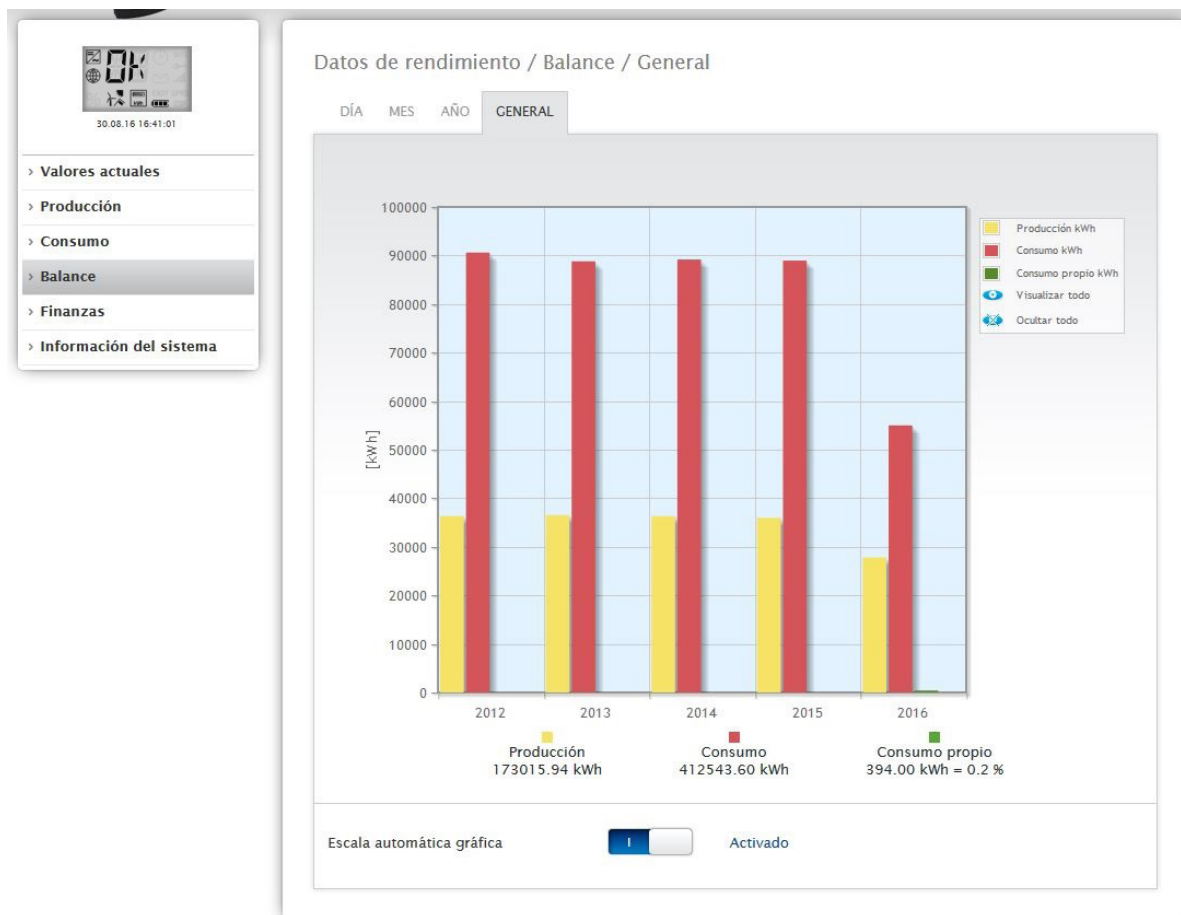 OK
30.08.16 16:41:01
› Valores actuales
› Producción
› Consumo
› Balance
› Finanzas
› Información del sistema
Datos de rendimiento / Balance / General
DÍA MES AÑO GENERAL
100000
90000
80000
70000
60000
50000
40000
30000
20000
10000
0
[kWh]
2012 2013 2014 2015 2016
Producción kWh
Consumo kWh
Consumo propio kWh
Visualizar todo
Ocultar todo
Producción Consumo Consumo propio
173015.94 kWh 412543.60 kWh 394.00 kWh = 0.2 %
Escala automática gráfica I Activado